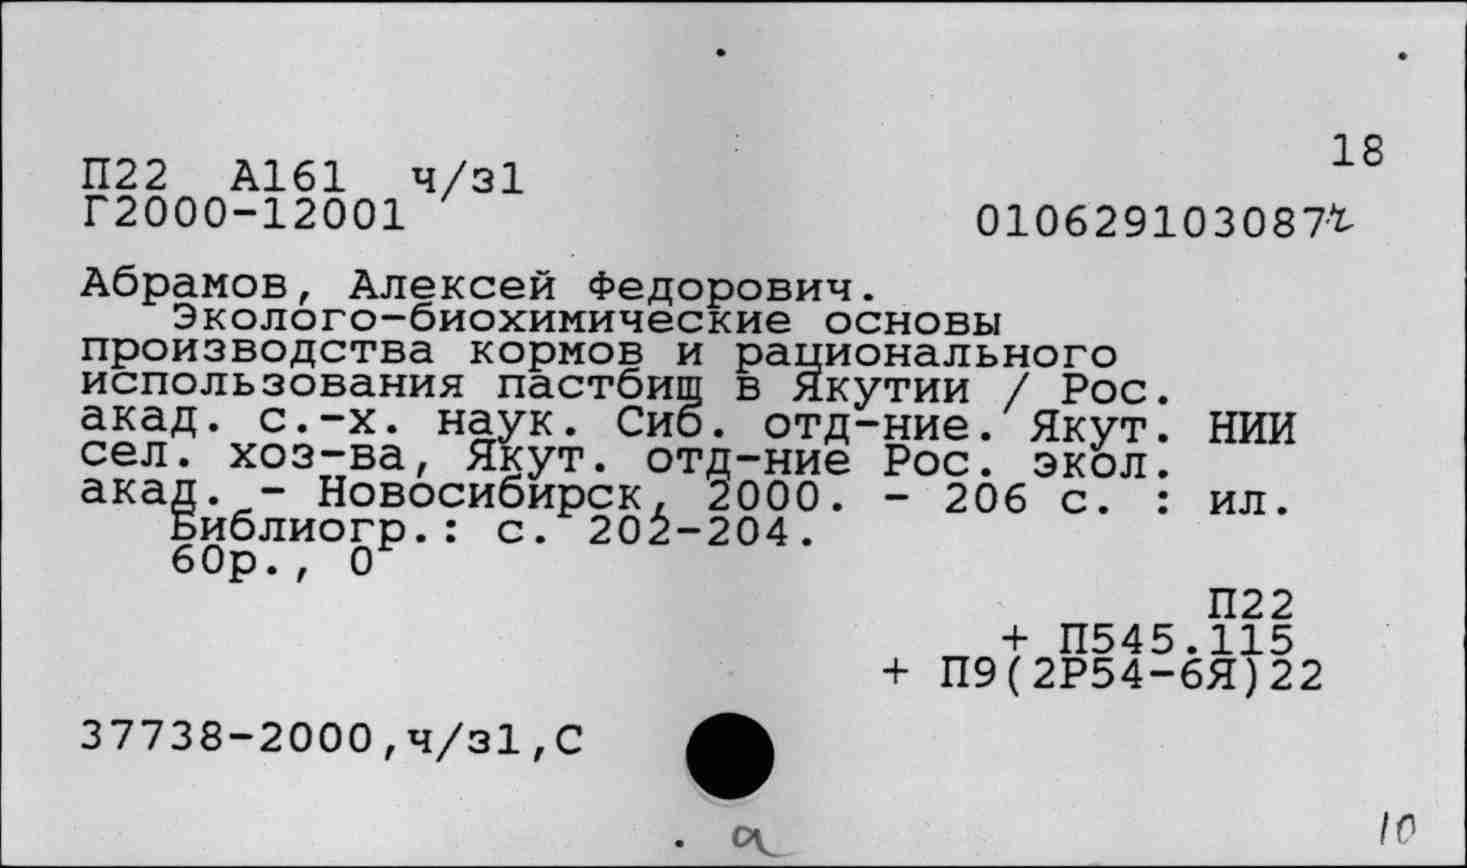 18
П22 А161 ч/з1
Г2000-12001
010629103087
Абрамов, Алексей Федорович.
Эколого-биохимические основы
производства кормов и рационального
использования пастбищ в Якутии / Рос.
акад. с.-х. наук. Сиб. отд-ние. Якут. НИИ
сел. хоз-ва, Якут. отд-ние Рос. экол.
акад. - Новосибирск, 2000. - 206 с. : ил.
Библиогр.: с. 202-204.
60р., 0
П22
+ П545.115
+ П9(2Р54-6Я)22
37738-2000,ч/з1,С
10